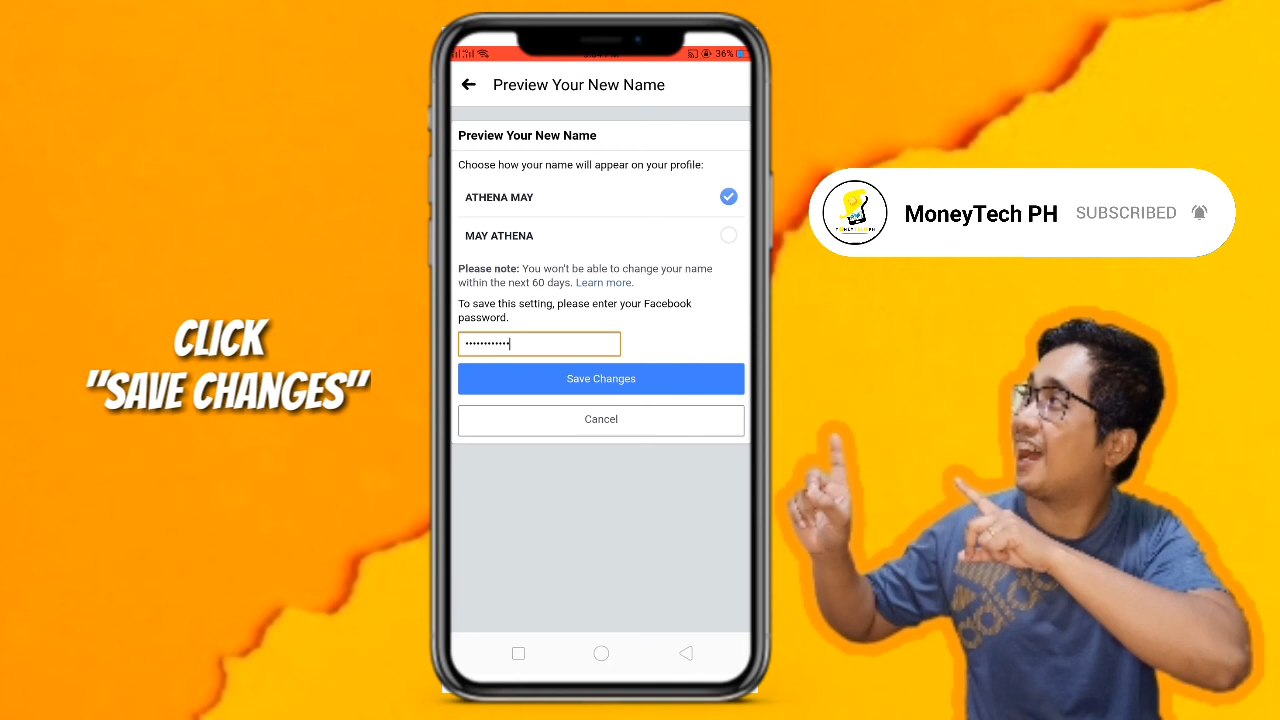 CLICK
"SAVE CHANGES"
36%
Preview Your New Name
Preview Your New Name
Choose how your name will appear on your profile:
ATHENA MAY
MAY ATHENA
Please note: You won't be able to change your name
within the next 60 days. Learn more.
To save this setting, please enter your Facebook
password.
••••••••••••
Save Changes
Cancel
MoneyTech PH
SUBSCRIBED